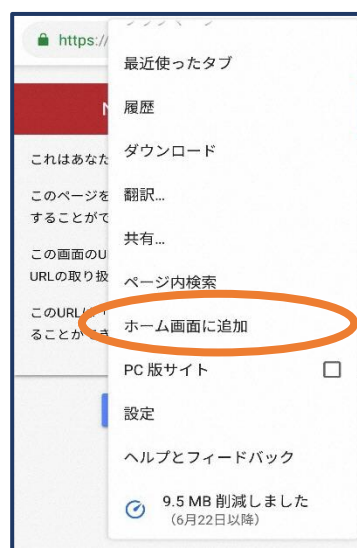 https://
最近使ったタブ
履歴
ダウンロード
翻訳...
共有...
ページ内検索
ホーム画面に追加
PC 版サイト
設定
ヘルプとフィードバック
9.5 MB 削減しました
（6月22日以降）
N
これはあなた
このページを
することがで
この画面のU
URLの取り扱
このURLは
ることができ